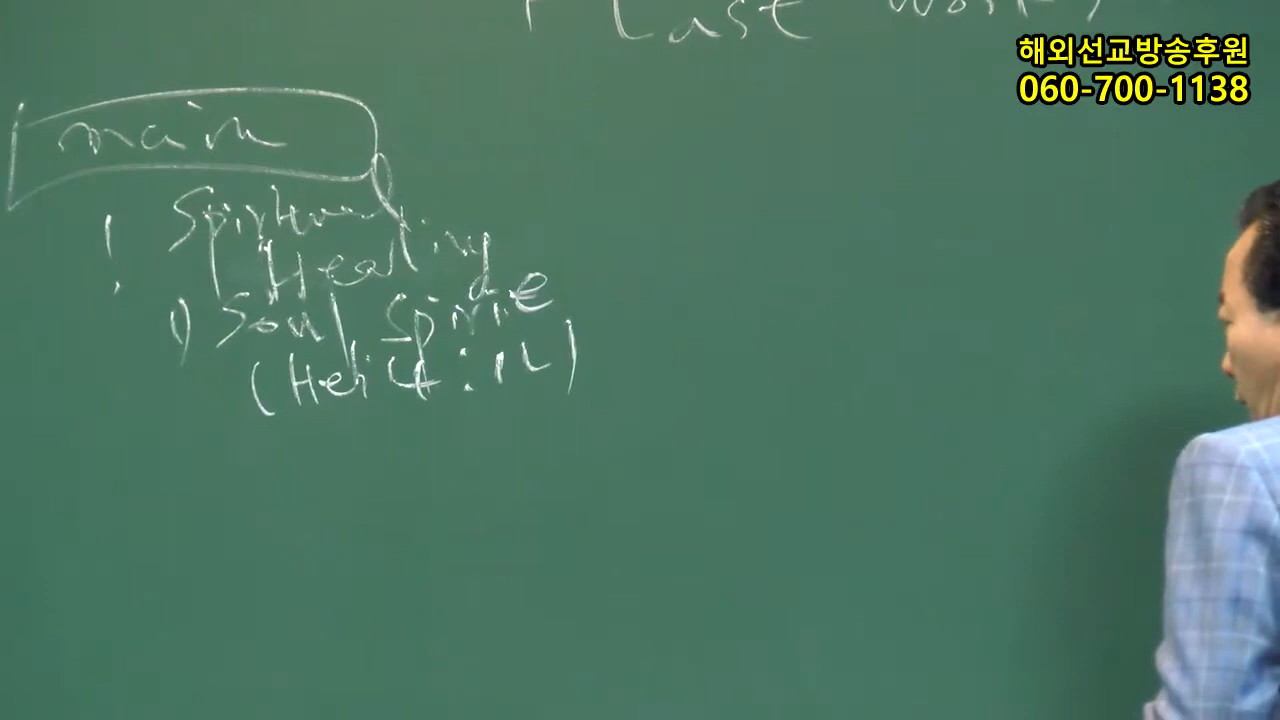 Last Work
해외선교방송후원
060-700-1138
main
! Spiritual
Healing
1) Soul Spirit
(Heb 4:12)